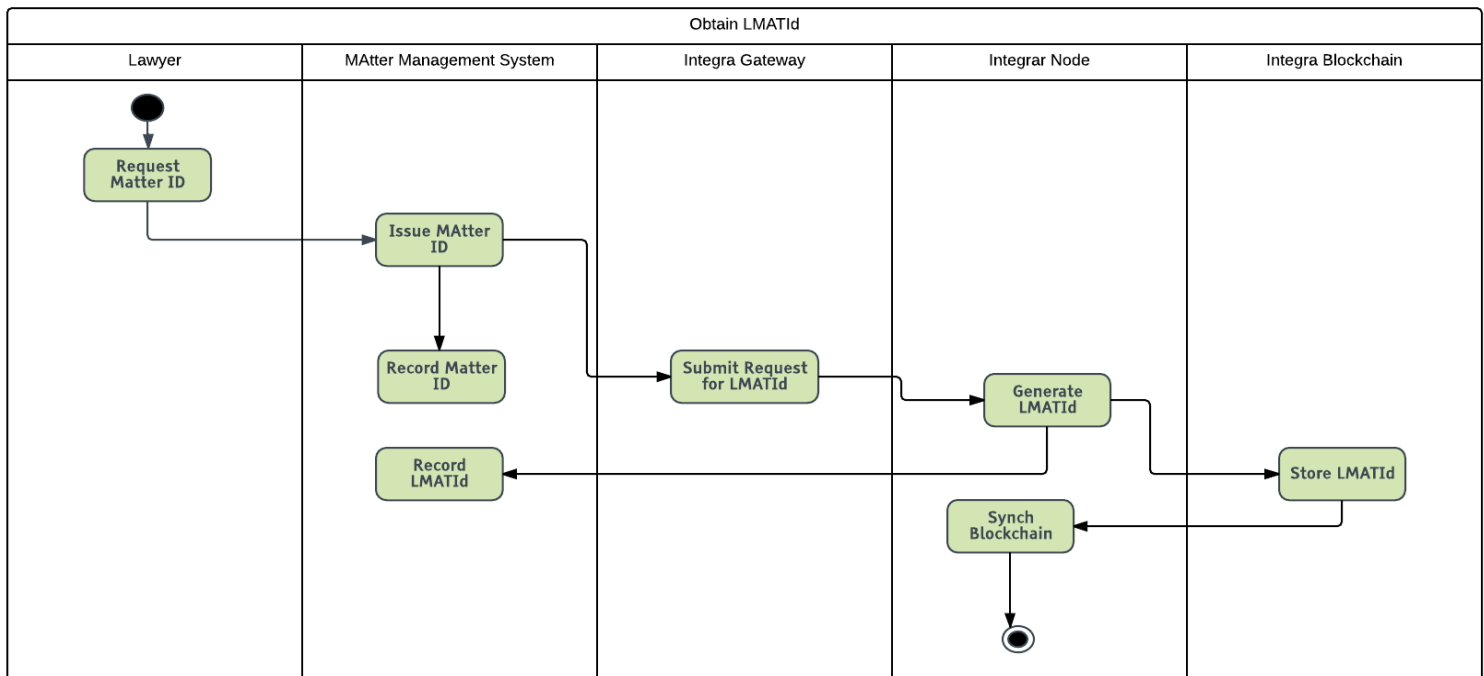 Obtain LMATId
Lawyer
MAtter Management System
Integra Gateway
Integrar Node
Integra Blockchain
Request
Matter ID
Issue MAtter
ID
Record Matter
ID
Submit Request
for LMATId
Generate
LMATId
Record
LMATId
Store LMATId
Synch
Blockchain